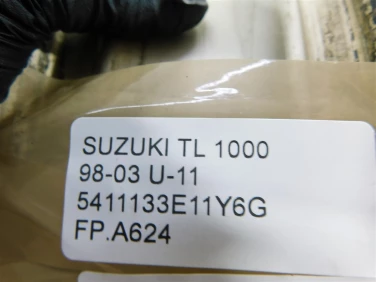 SUZUKI TL 1000
98-03 U-11
5411133E11Y6G
FP.A624